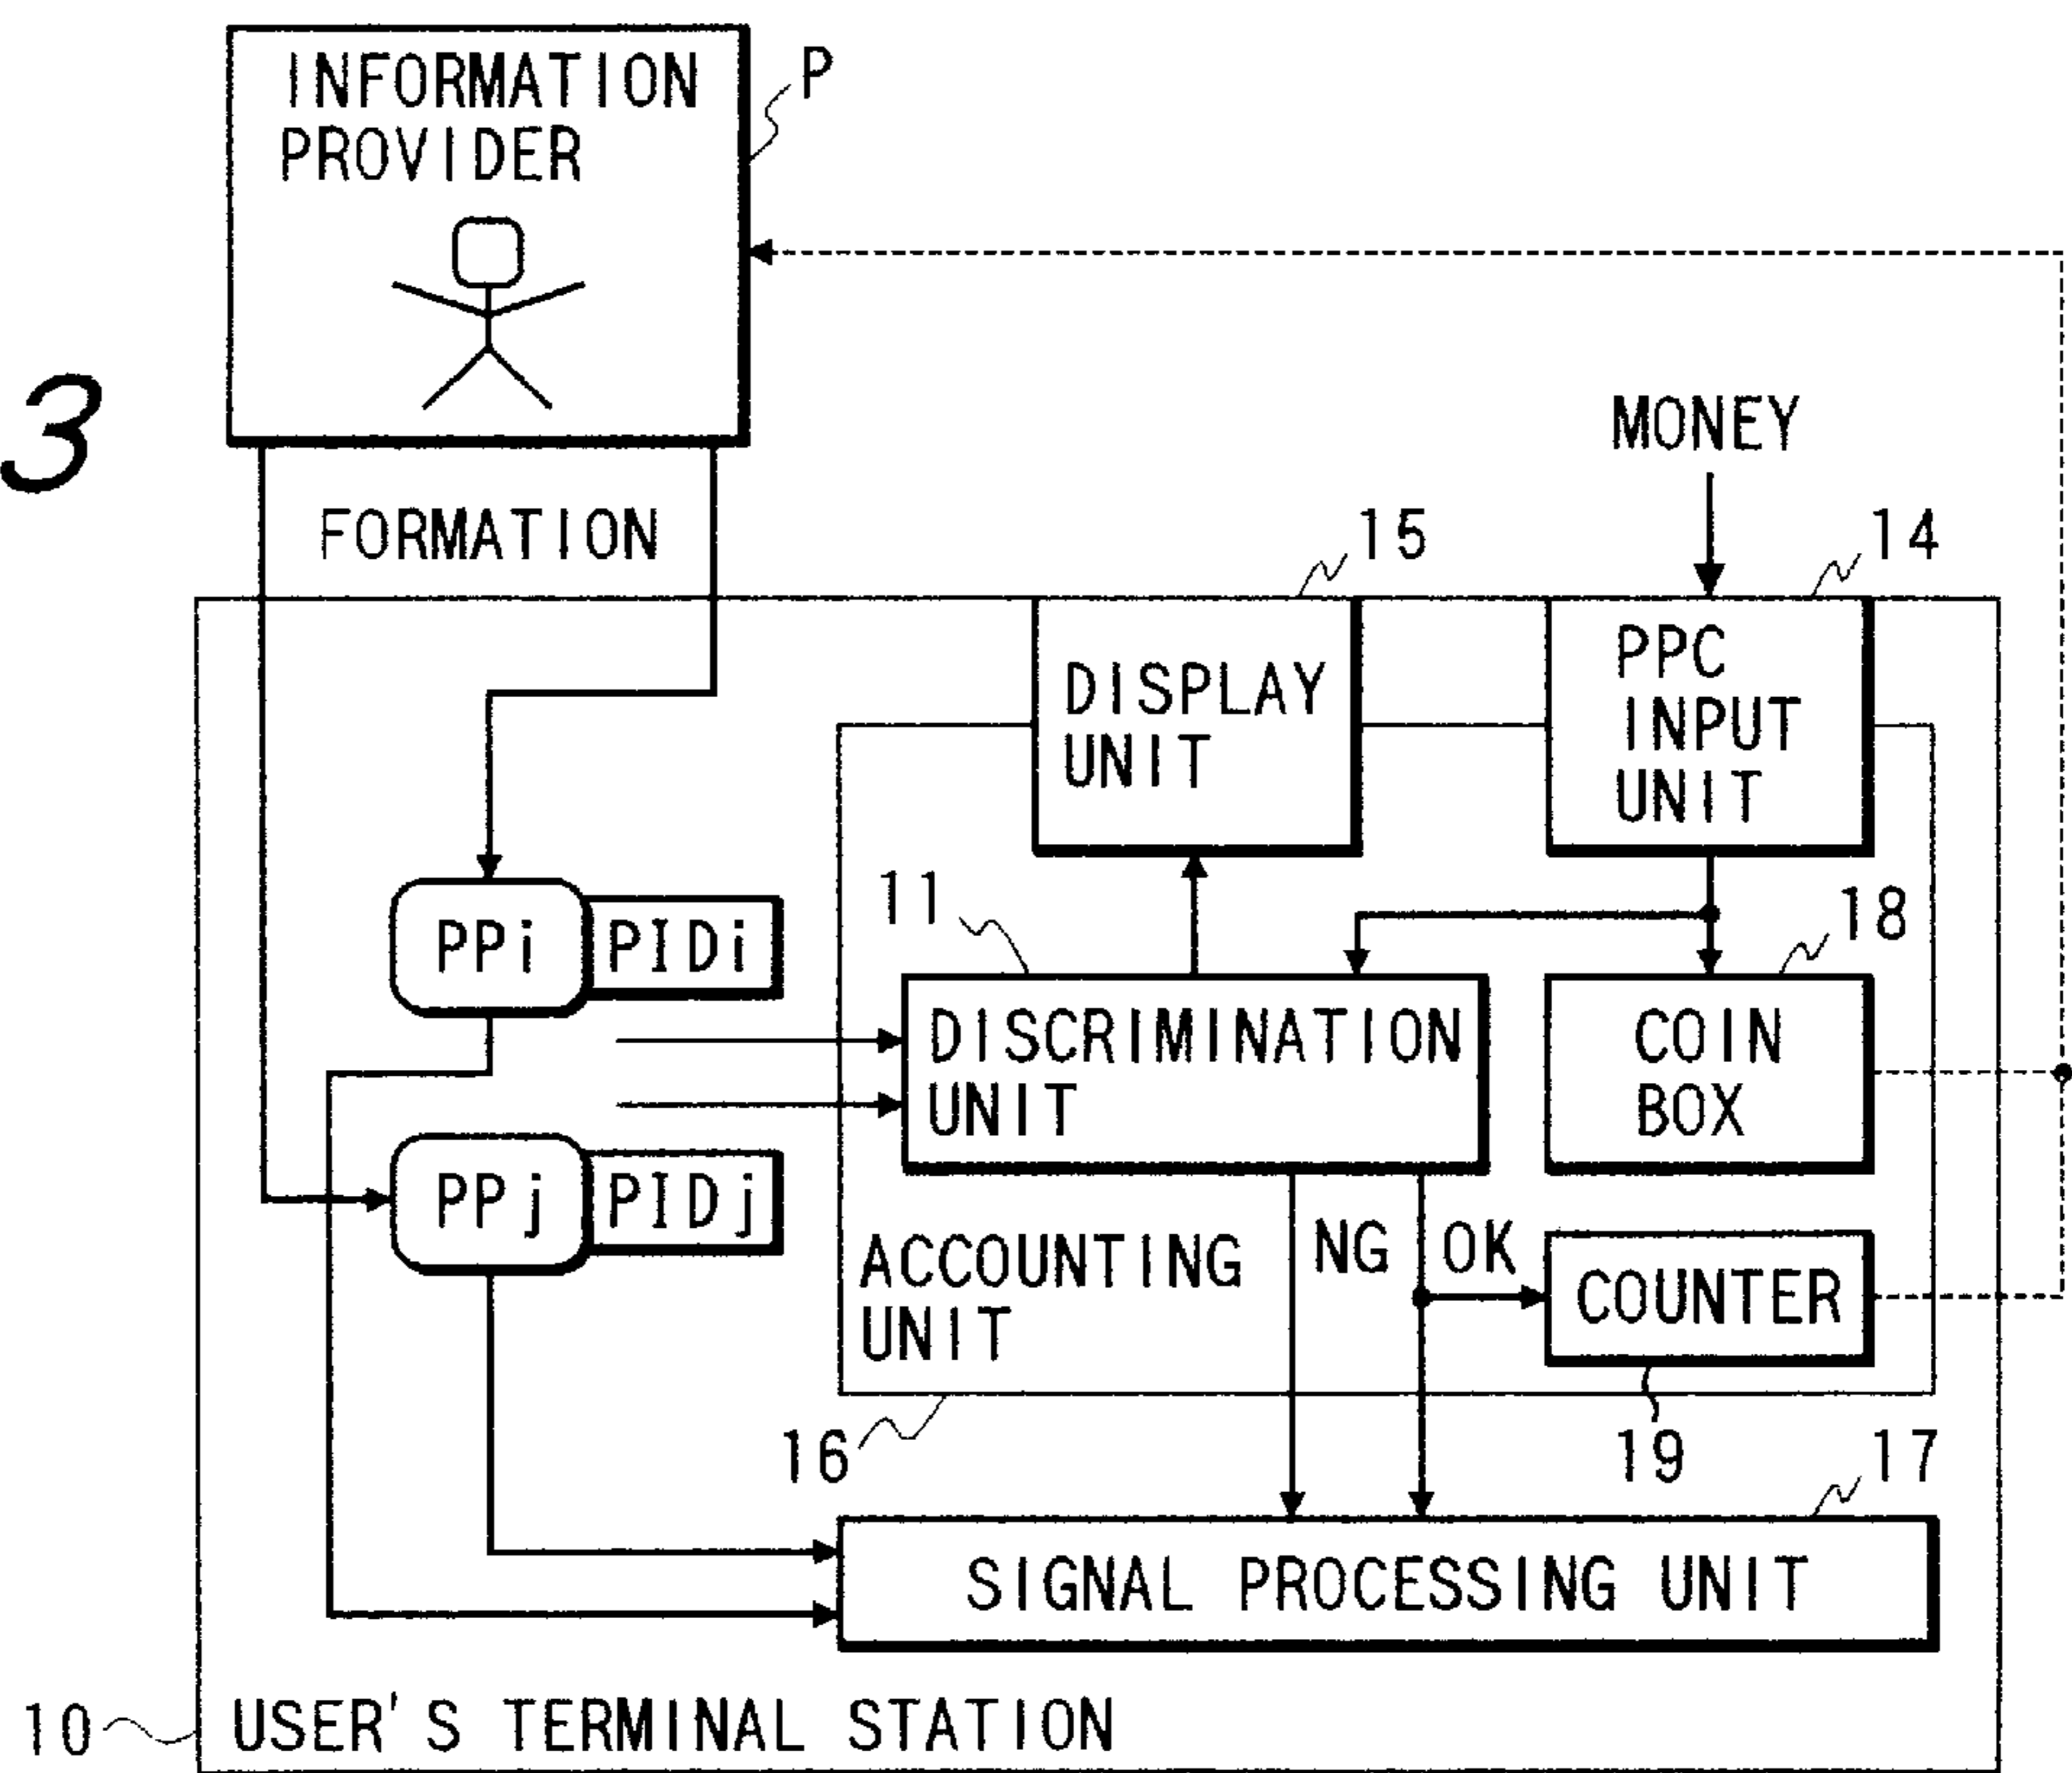 INFORMATION
PROVIDER
P
3
MONEY
FORMATION
15
14
DISPLAY
UNIT
PPC
INPUT
UNIT
11
18
PPi
PIDi
DISCRIMINATION
UNIT
COIN
BOX
PPj
PIDj
ACCOUNTING
UNIT
NG
OK
COUNTER
16
19
17
SIGNAL PROCESSING UNIT
10
USER'S TERMINAL STATION